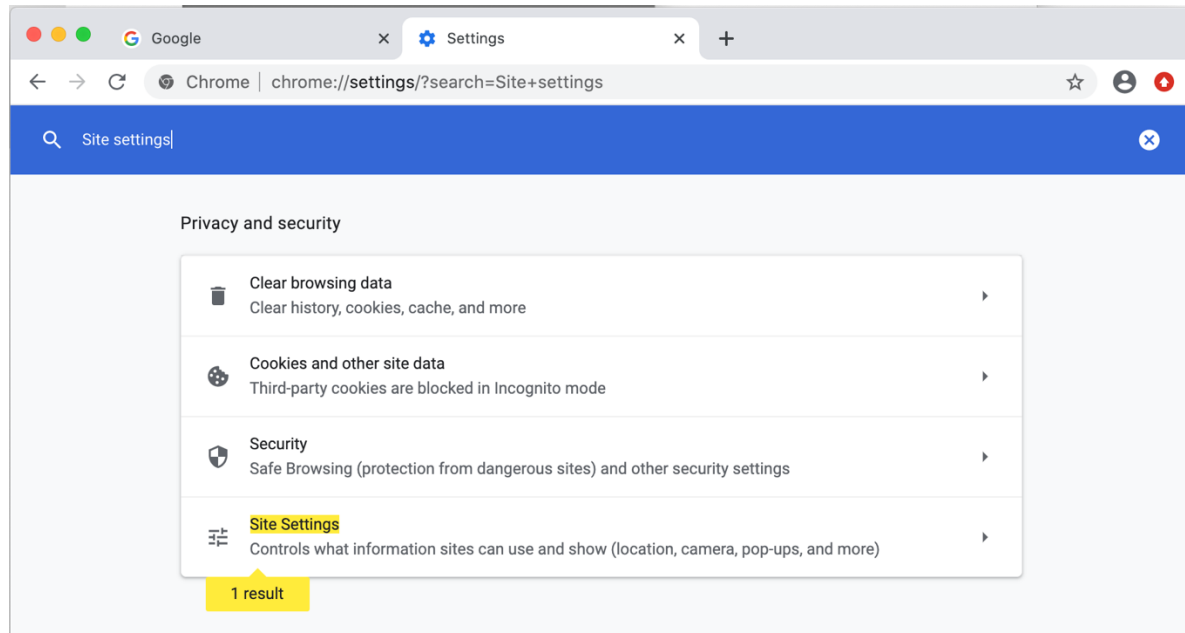 Google
Settings
Chrome | chrome://settings/?search=Site+settings
Site settings
Privacy and security
Clear browsing data
Clear history, cookies, cache, and more
Cookies and other site data
Third-party cookies are blocked in Incognito mode
Security
Safe Browsing (protection from dangerous sites) and other security settings
Site Settings
Controls what information sites can use and show (location, camera, pop-ups, and more)
1 result